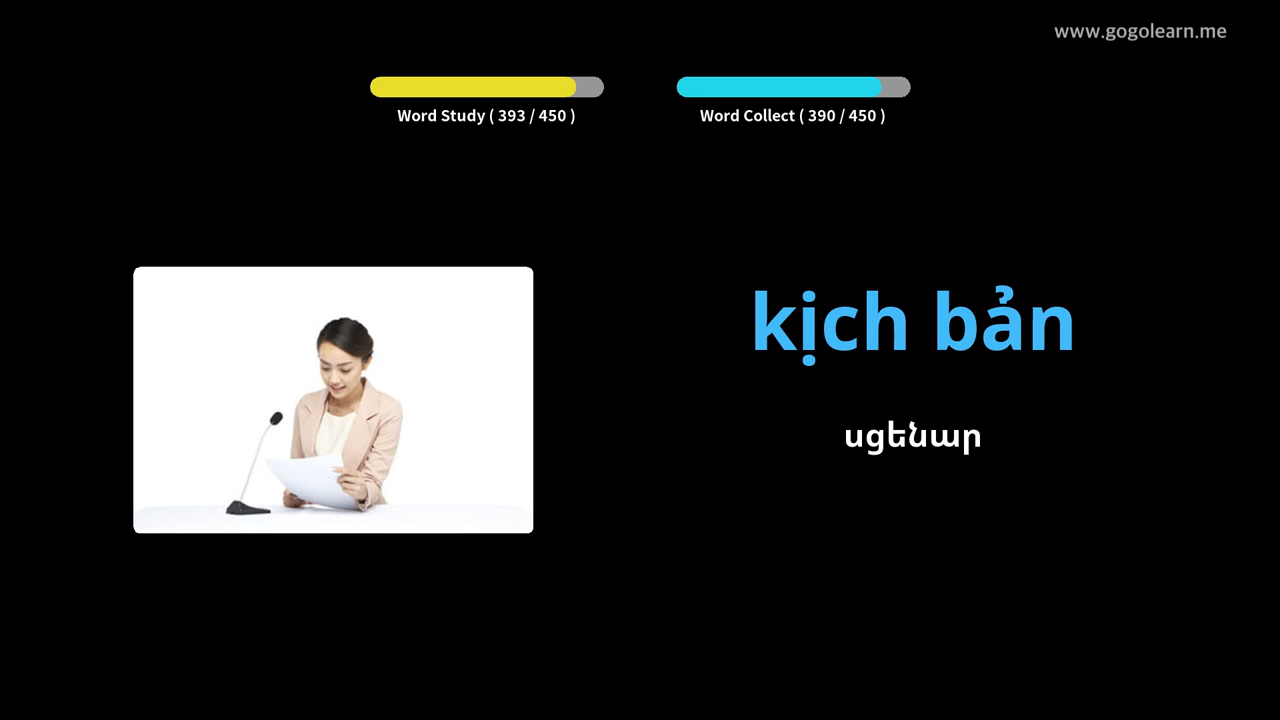 www.gogolearn.me
Word Study ( 393 / 450 )
Word Collect ( 390 / 450 )
kịch bản
սցենար